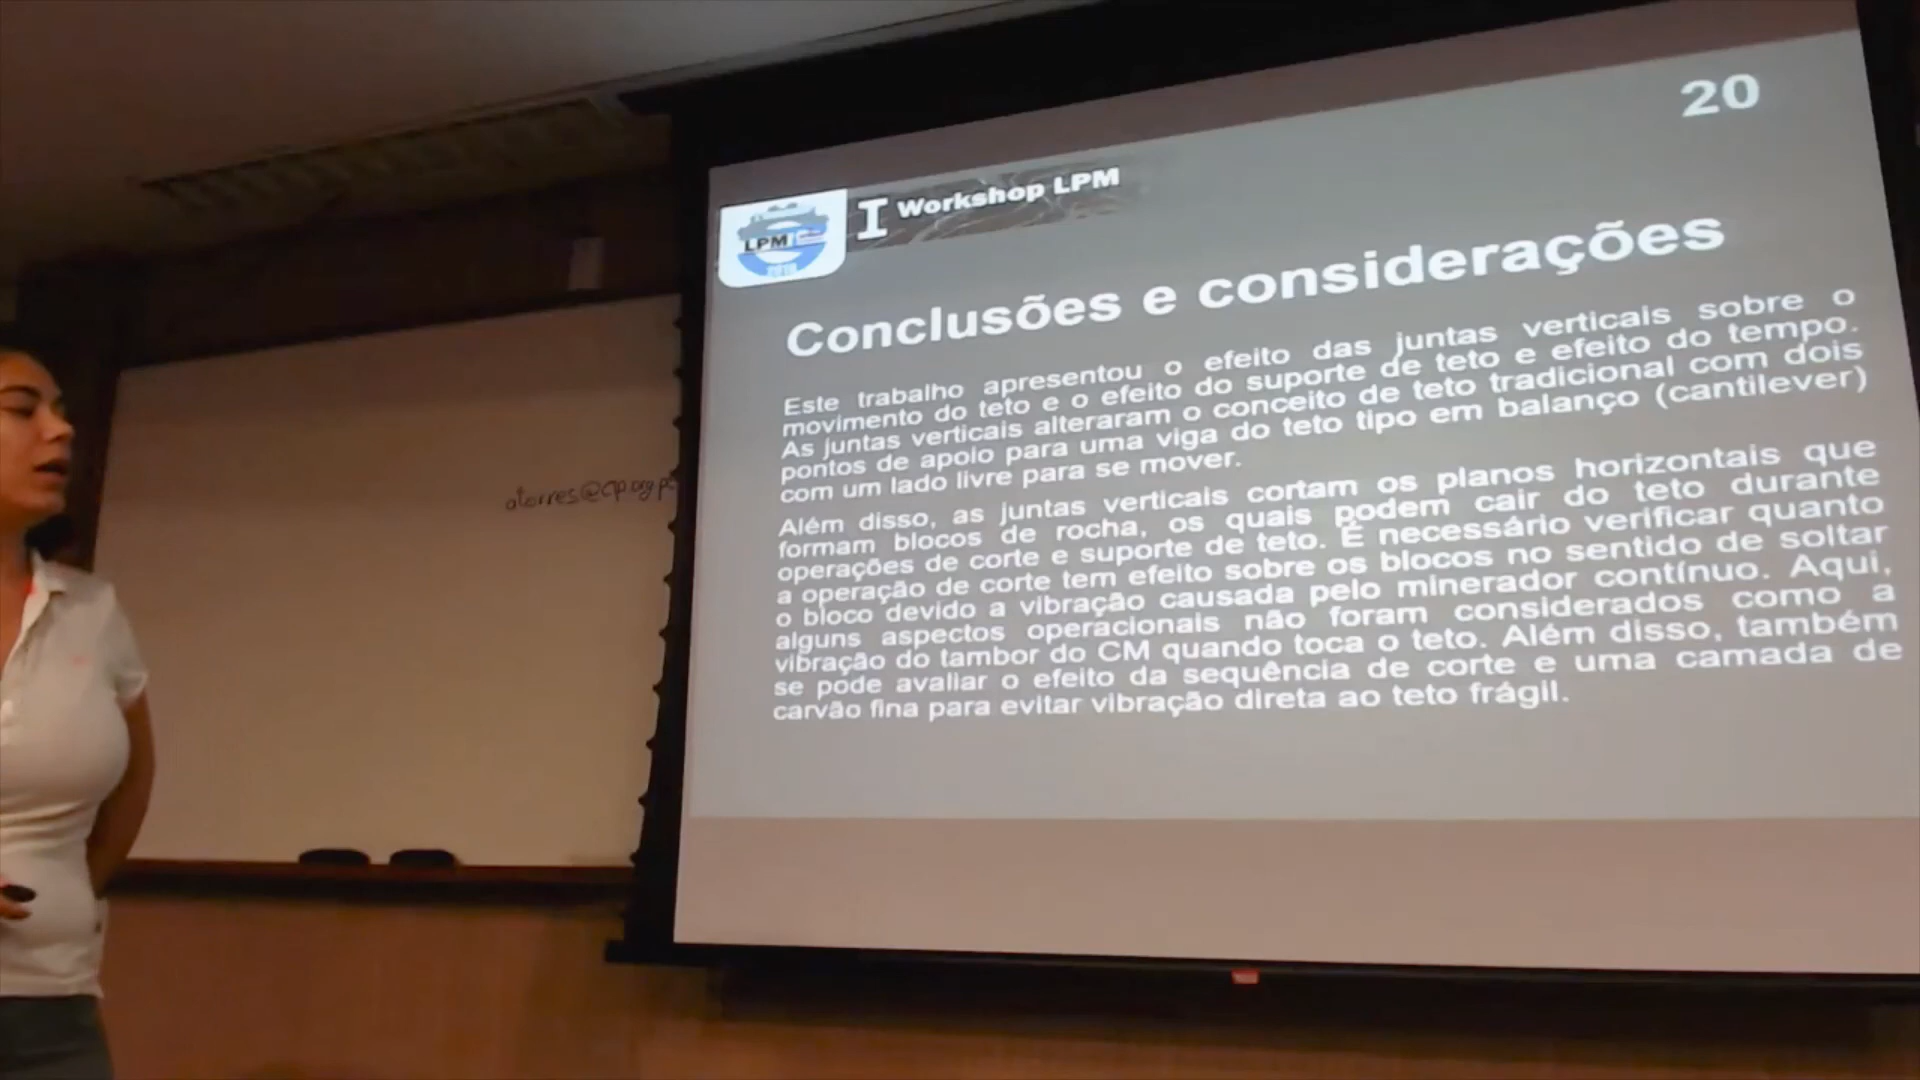 20
LPM
2019
I Workshop LPM
Conclusões e considerações
Este trabalho apresentou o efeito das juntas verticais sobre o
movimento do teto e o efeito do suporte de teto e efeito do tempo.
As juntas verticais alteraram o conceito de teto tradicional com dois
pontos de apoio para uma viga do teto tipo em balanço (cantilever)
com um lado livre para se mover.
Além disso, as juntas verticais cortam os planos horizontais que
formam blocos de rocha, os quais podem cair do teto durante
operações de corte e suporte de teto. É necessário verificar quanto
a operação de corte tem efeito sobre os blocos no sentido de soltar
o bloco devido a vibração causada pelo minerador contínuo. Aqui,
alguns aspectos operacionais não foram considerados como a
vibração do tambor do CM quando toca o teto. Além disso, também
se pode avaliar o efeito da sequência de corte e uma camada de
carvão fina para evitar vibração direta ao teto frágil.